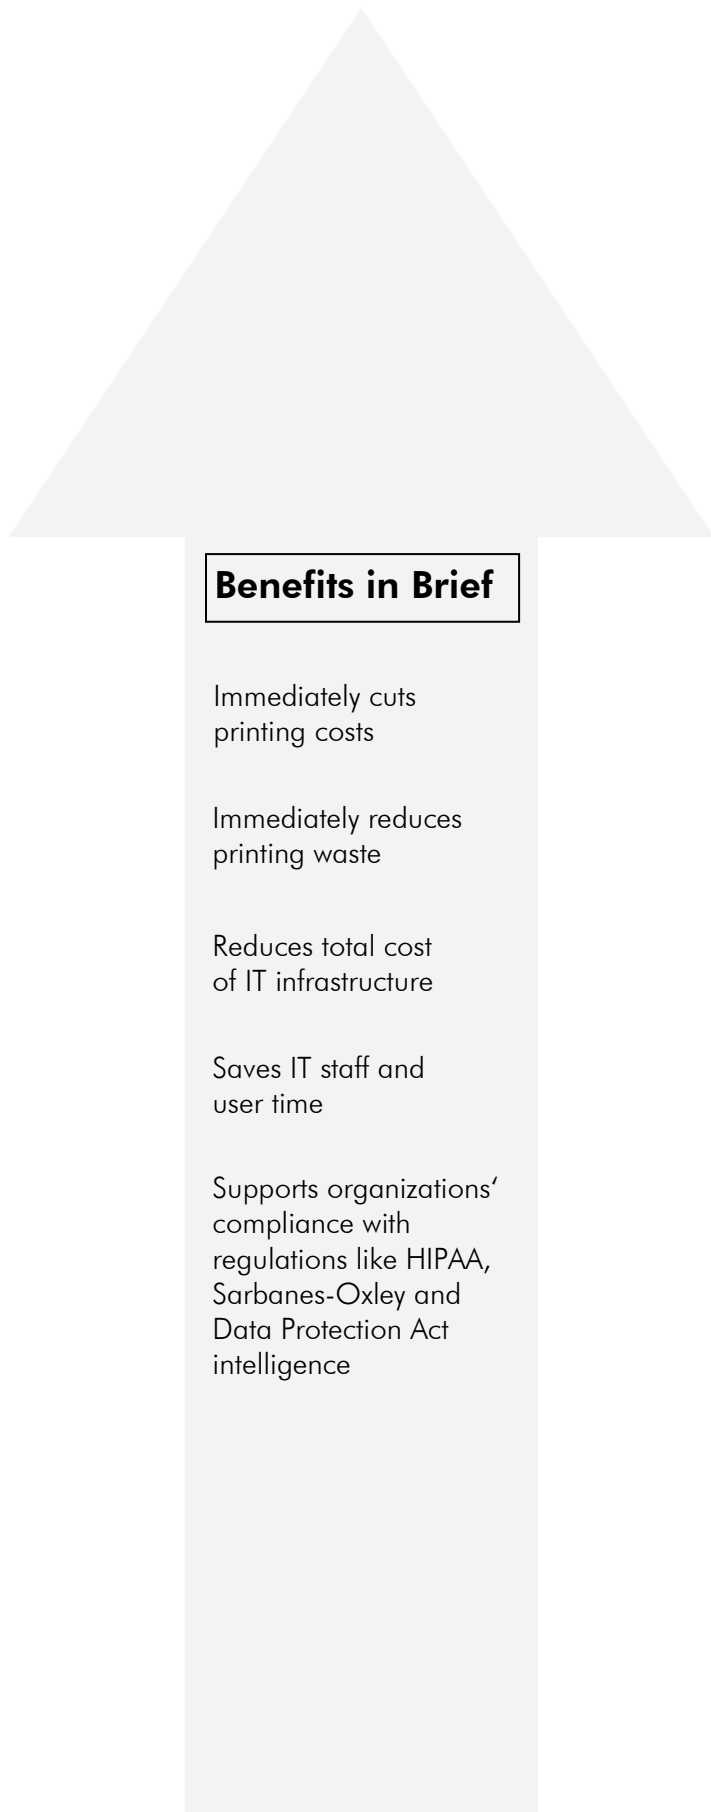 Benefits in Brief
Immediately cuts
printing costs
Immediately reduces
printing waste
Reduces total cost
of IT infrastructure
Saves IT staff and
user time
Supports organizations‘
compliance with
regulations like HIPAA,
Sarbanes-Oxley and
Data Protection Act
intelligence